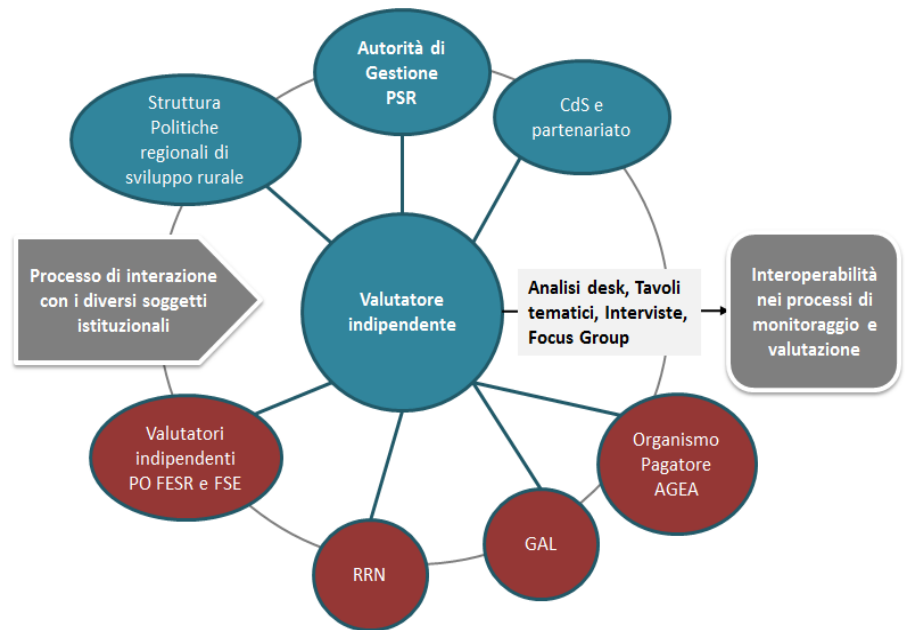 Autorità di
Gestione
PSR
Struttura
Politiche
regionali di
sviluppo rurale
CdS e
partenariato
Processo di interazione
con i diversi soggetti
istituzionali
Valutatore
indipendente
Analisi desk, Tavoli
tematici, Interviste,
Focus Group
Interoperabilità
nei processi di
monitoraggio e
valutazione
Valutatori
indipendenti
PO FESR e FSE
RRN
GAL
Organismo
Pagatore
AGEA